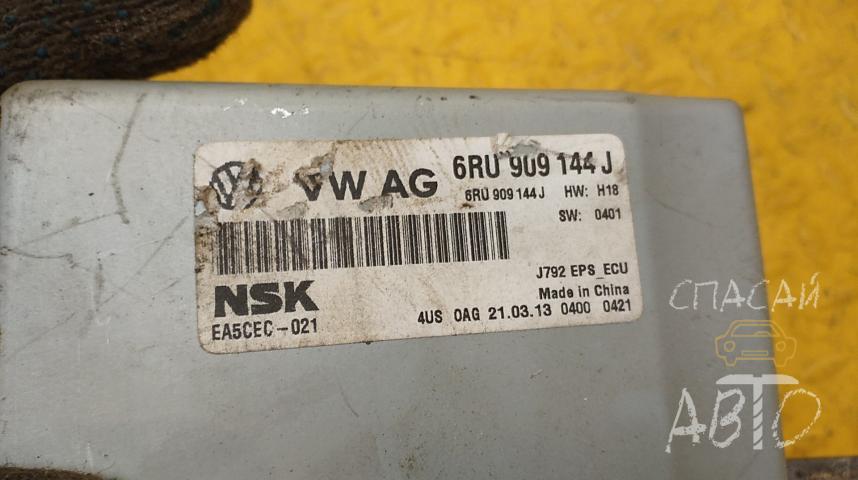 VW AG 6RU 909 144 J
6RU 909 144 J HW: H18
SW: 0401
J792 EPS_ECU
NSK
Made in China
EA5CEC-021
4US 0AG 21.03.13 0400 0421
СПАСАЙ
АВТО